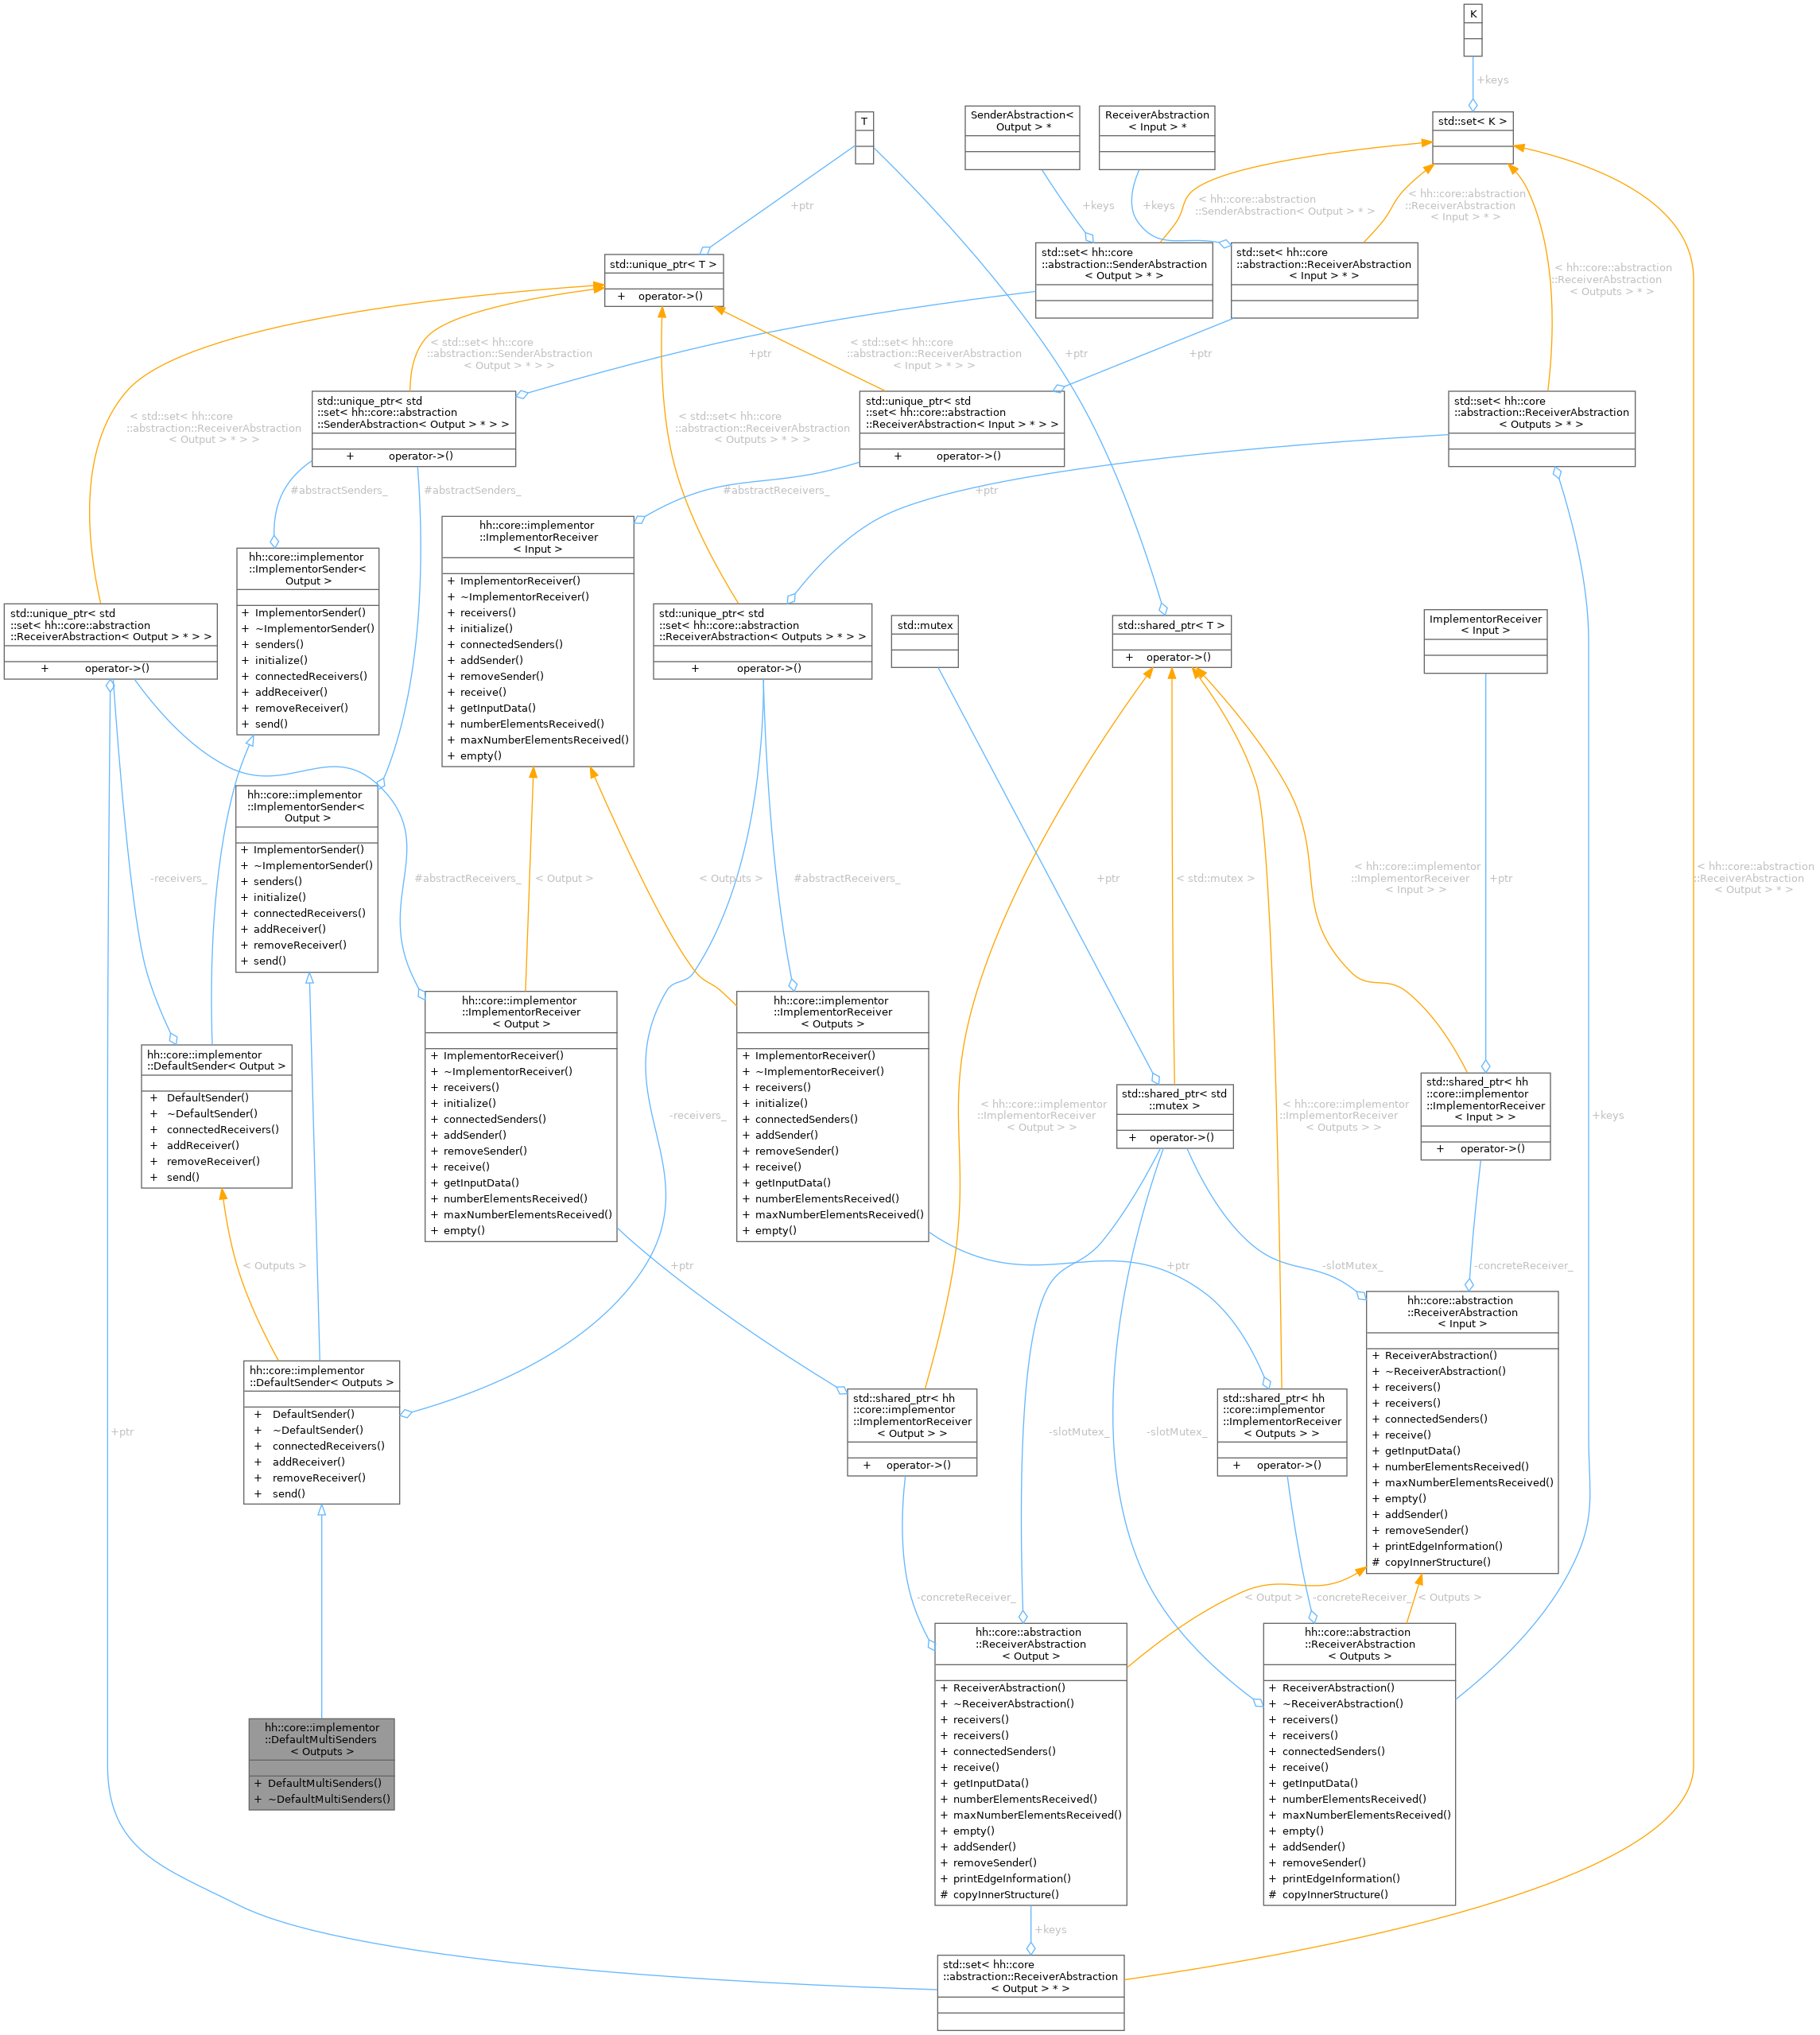 K
+keys
T
SenderAbstraction<
Output > *
ReceiverAbstraction
< Input > *
std::set< K >
+ptr
+keys
+keys
< hh::core::abstraction
::SenderAbstraction< Output > * >
< hh::core::abstraction
::ReceiverAbstraction
< Input > * >
std::unique_ptr< T >
+ operator->()
std::set< hh::core
::abstraction::SenderAbstraction
< Output > * >
std::set< hh::core
::abstraction::ReceiverAbstraction
< Input > * >
< hh::core::abstraction
::ReceiverAbstraction
< Outputs > * >
< std::set< hh::core
::abstraction::SenderAbstraction
< Output > * > >
+ptr
< std::set< hh::core
::abstraction::ReceiverAbstraction
< Input > * > >
+ptr
+ptr
< std::set< hh::core
::abstraction::ReceiverAbstraction
< Output > * > >
std::unique_ptr< std
::set< hh::core::abstraction
::SenderAbstraction< Output > * > >
+ operator->()
< std::set< hh::core
::abstraction::ReceiverAbstraction
< Outputs > * > >
std::unique_ptr< std
::set< hh::core::abstraction
::ReceiverAbstraction< Input > * > >
+ operator->()
std::set< hh::core
::abstraction::ReceiverAbstraction
< Outputs > * >
#abstractSenders_
#abstractSenders_
#abstractReceivers_
+ptr
hh::core::implementor
::ImplementorSender<
Output >
+ ImplementorSender()
+ ~ImplementorSender()
+ senders()
+ initialize()
+ connectedReceivers()
+ addReceiver()
+ removeReceiver()
+ send()
hh::core::implementor
::ImplementorReceiver
< Input >
+ ImplementorReceiver()
+ ~ImplementorReceiver()
+ receivers()
+ initialize()
+ connectedSenders()
+ addSender()
+ removeSender()
+ receive()
+ getInputData()
+ numberElementsReceived()
+ maxNumberElementsReceived()
+ empty()
std::unique_ptr< std
::set< hh::core::abstraction
::ReceiverAbstraction< Output > * > >
+ operator->()
std::unique_ptr< std
::set< hh::core::abstraction
::ReceiverAbstraction< Outputs > * > >
+ operator->()
std::mutex
std::shared_ptr< T >
+ operator->()
ImplementorReceiver
< Input >
hh::core::implementor
::ImplementorSender<
Output >
+ ImplementorSender()
+ ~ImplementorSender()
+ senders()
+ initialize()
+ connectedReceivers()
+ addReceiver()
+ removeReceiver()
+ send()
-receivers_
#abstractReceivers_
< Output >
< Outputs >
#abstractReceivers_
+ptr
< std::mutex >
< hh::core::implementor
::ImplementorReceiver
< Input > >
+ptr
< hh::core::abstraction
::ReceiverAbstraction
< Output > * >
hh::core::implementor
::DefaultSender< Output >
+ DefaultSender()
+ ~DefaultSender()
+ connectedReceivers()
+ addReceiver()
+ removeReceiver()
+ send()
hh::core::implementor
::ImplementorReceiver
< Output >
+ ImplementorReceiver()
+ ~ImplementorReceiver()
+ receivers()
+ initialize()
+ connectedSenders()
+ addSender()
+ removeSender()
+ receive()
+ getInputData()
+ numberElementsReceived()
+ maxNumberElementsReceived()
+ empty()
-receivers_
hh::core::implementor
::ImplementorReceiver
< Outputs >
+ ImplementorReceiver()
+ ~ImplementorReceiver()
+ receivers()
+ initialize()
+ connectedSenders()
+ addSender()
+ removeSender()
+ receive()
+ getInputData()
+ numberElementsReceived()
+ maxNumberElementsReceived()
+ empty()
< hh::core::implementor
::ImplementorReceiver
< Output > >
std::shared_ptr< std
::mutex >
+ operator->()
< hh::core::implementor
::ImplementorReceiver
< Outputs > >
std::shared_ptr< hh
::core::implementor
::ImplementorReceiver
< Input > >
+ operator->()
+keys
< Outputs >
+ptr
+ptr
-slotMutex_
-concreteReceiver_
hh::core::abstraction
::ReceiverAbstraction
< Input >
+ ReceiverAbstraction()
+ ~ReceiverAbstraction()
+ receivers()
+ receivers()
+ connectedSenders()
+ receive()
+ getInputData()
+ numberElementsReceived()
+ maxNumberElementsReceived()
+ empty()
+ addSender()
+ removeSender()
+ printEdgeInformation()
# copyInnerStructure()
+ptr
hh::core::implementor
::DefaultSender< Outputs >
+ DefaultSender()
+ ~DefaultSender()
+ connectedReceivers()
+ addReceiver()
+ removeReceiver()
+ send()
std::shared_ptr< hh
::core::implementor
::ImplementorReceiver
< Output > >
+ operator->()
-slotMutex_
-slotMutex_
std::shared_ptr< hh
::core::implementor
::ImplementorReceiver
< Outputs > >
+ operator->()
-concreteReceiver_
< Output >
-concreteReceiver_
< Outputs >
hh::core::implementor
::DefaultMultiSenders
< Outputs >
+ DefaultMultiSenders()
+ ~DefaultMultiSenders()
hh::core::abstraction
::ReceiverAbstraction
< Output >
+ ReceiverAbstraction()
+ ~ReceiverAbstraction()
+ receivers()
+ receivers()
+ connectedSenders()
+ receive()
+ getInputData()
+ numberElementsReceived()
+ maxNumberElementsReceived()
+ empty()
+ addSender()
+ removeSender()
+ printEdgeInformation()
# copyInnerStructure()
hh::core::abstraction
::ReceiverAbstraction
< Outputs >
+ ReceiverAbstraction()
+ ~ReceiverAbstraction()
+ receivers()
+ receivers()
+ connectedSenders()
+ receive()
+ getInputData()
+ numberElementsReceived()
+ maxNumberElementsReceived()
+ empty()
+ addSender()
+ removeSender()
+ printEdgeInformation()
# copyInnerStructure()
+keys
std::set< hh::core
::abstraction::ReceiverAbstraction
< Output > * >